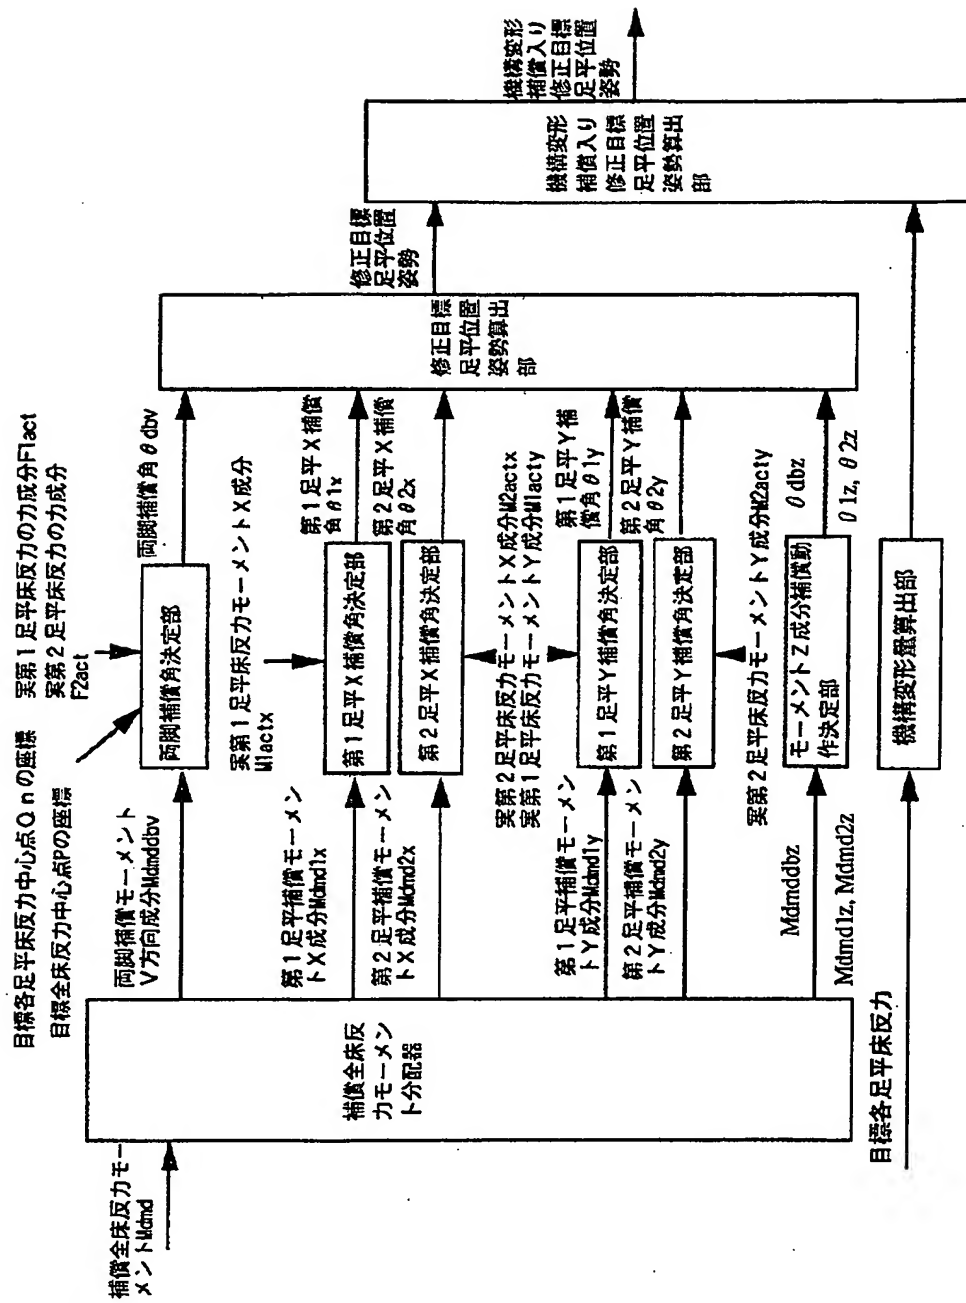 目標各足平床反力中心点Qnの座標
目標全床反力中心点Pの座標
実第1足平床反力の力成分F1act
実第2足平床反力の力成分
F2act
補償全床反力モー
メントMdmd
補償全床反
力モーメン
ト分配器
両脚補償モーメント
V方向成分Mdmddbv
両脚補償角決定部
両脚補償角θdbv
実第1足平床反力モーメントX成分
M1actx
第1足平補償モーメン
トX成分Mdmd1x
第1足平X補償角決定部
第1足平X補償
角θ1x
第2足平補償モーメン
トX成分Mdmd2x
第2足平X補償角決定部
第2足平X補償
角θ2x
実第2足平床反力モーメントX成分M2actx
実第1足平床反力モーメントY成分M1acty
第1足平補償モーメン
トY成分Mdmd1y
第1足平Y補償角決定部
第1足平Y補
償角θ1y
第2足平補償モーメン
トY成分Mdmd2y
第2足平Y補償角決定部
第2足平Y補償
角θ2y
実第2足平床反力モーメントY成分M2acty
Mdmddbz
Mdmd1z, Mdmd2z
モーメントZ成分補償動
作決定部
θdbz
θ1z, θ2z
目標各足平床反力
機構変形量算出部
修正目標
足平位置
姿勢算出
部
修正目標
足平位置
姿勢
機構変形
補償入り
修正目標
足平位置
姿勢算出
部
機構変形
補償入り
修正目標
足平位置
姿勢